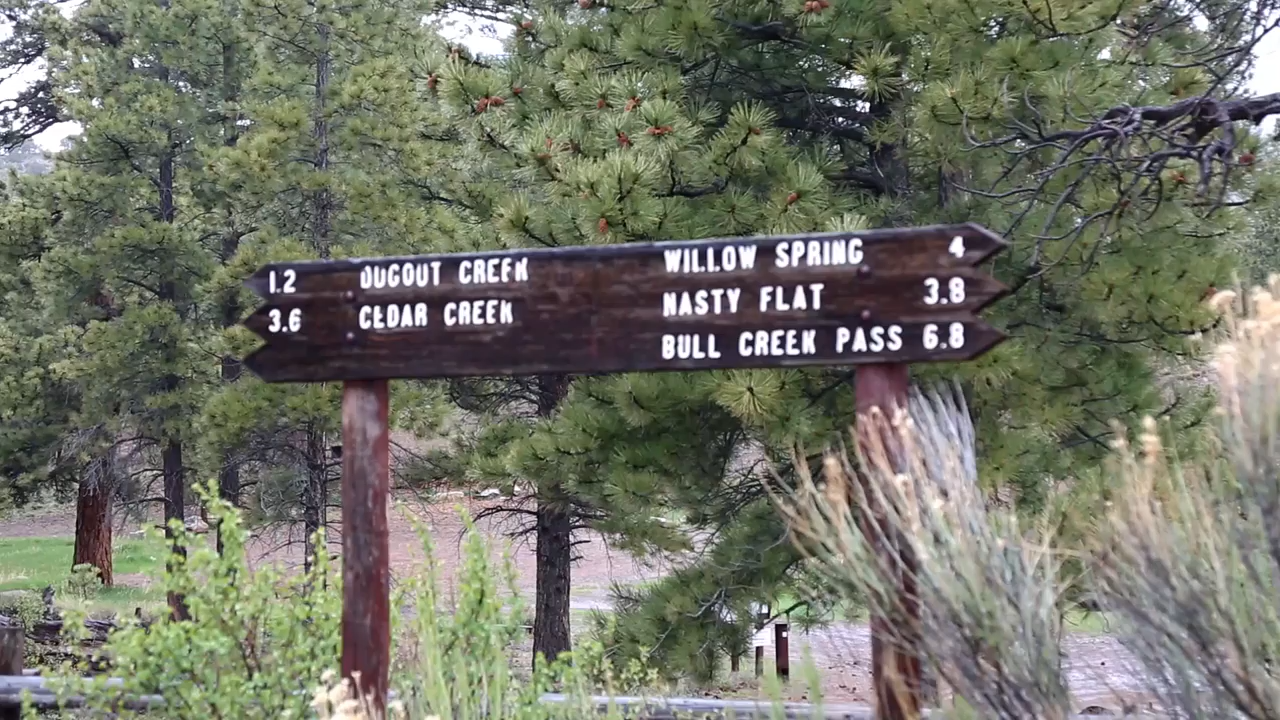 1.2 DUGOUT CREEK
3.6 CEDAR CREEK
WILLOW SPRING 4
NASTY FLAT 3.8
BULL CREEK PASS 6.8